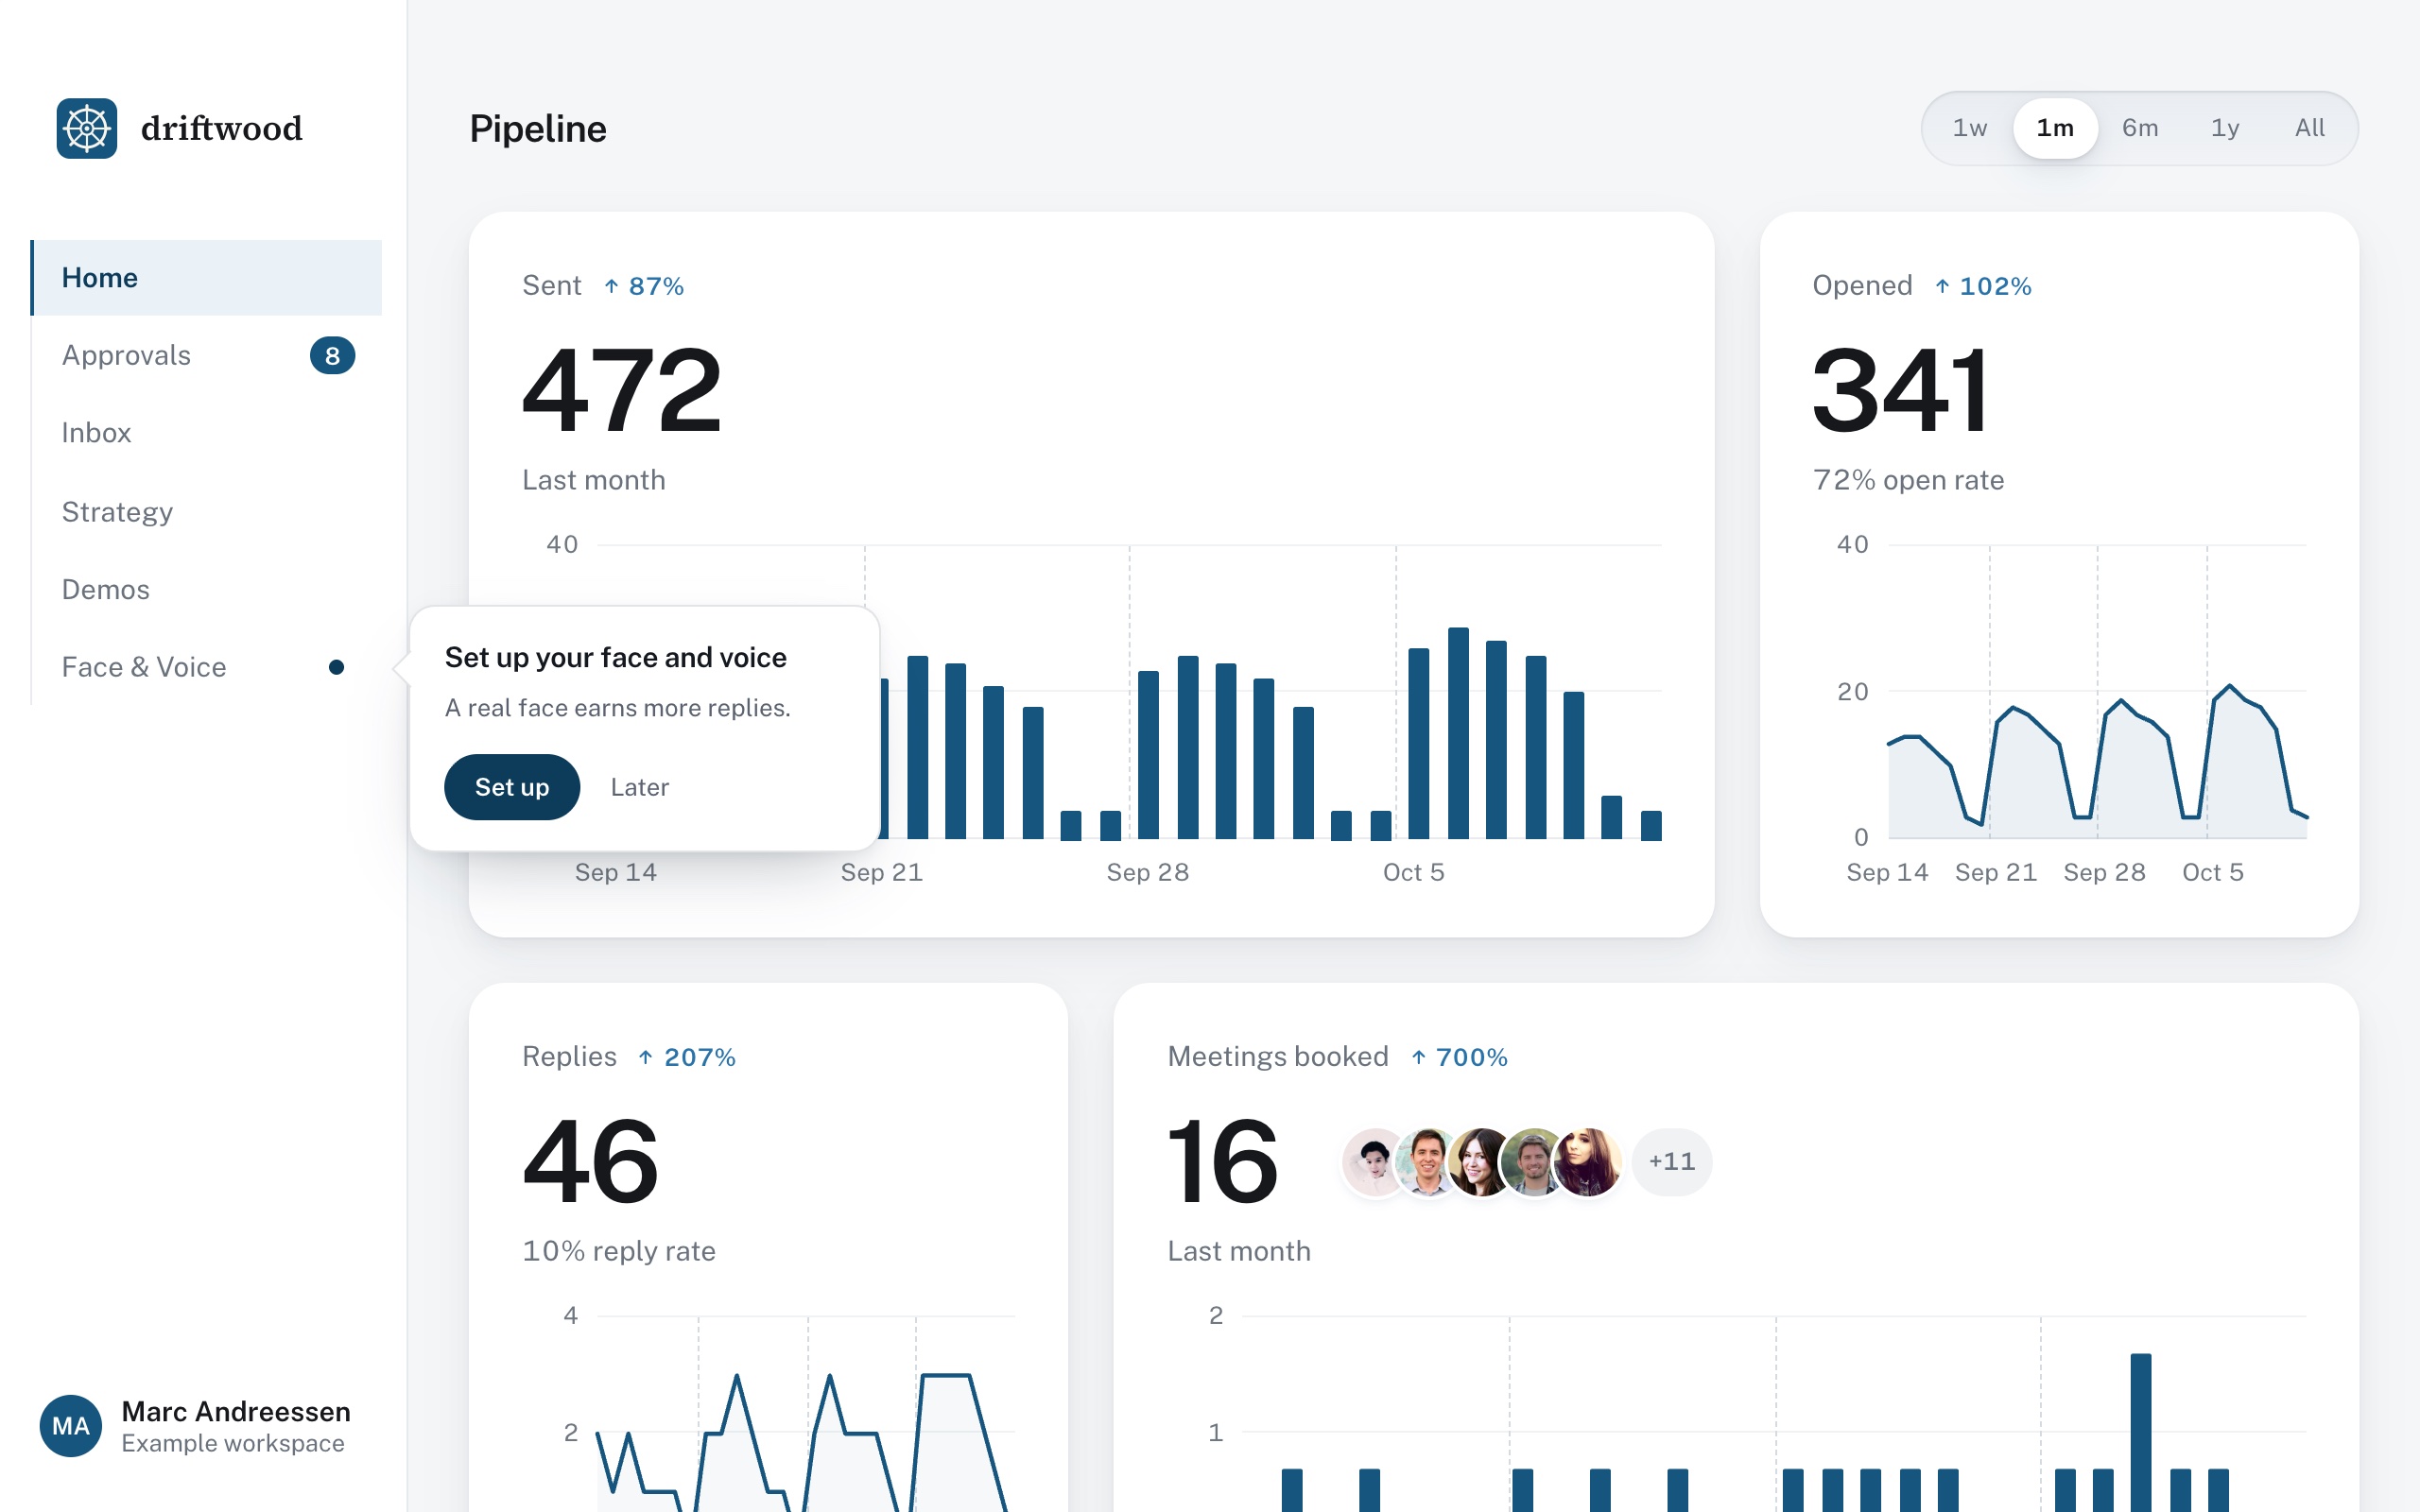 driftwood
Home
Approvals 8
Inbox
Strategy
Demos
Face & Voice
MA
Marc Andreessen
Example workspace
Pipeline
1w 1m 6m 1y All
Sent ↑ 87%
472
Last month
40
Sep 14 Sep 21 Sep 28 Oct 5
Set up your face and voice
A real face earns more replies.
Set up Later
Opened ↑ 102%
341
72% open rate
40
20
0
Sep 14 Sep 21 Sep 28 Oct 5
Replies ↑ 207%
46
10% reply rate
4
2
Meetings booked ↑ 700%
16 +11
Last month
2
1